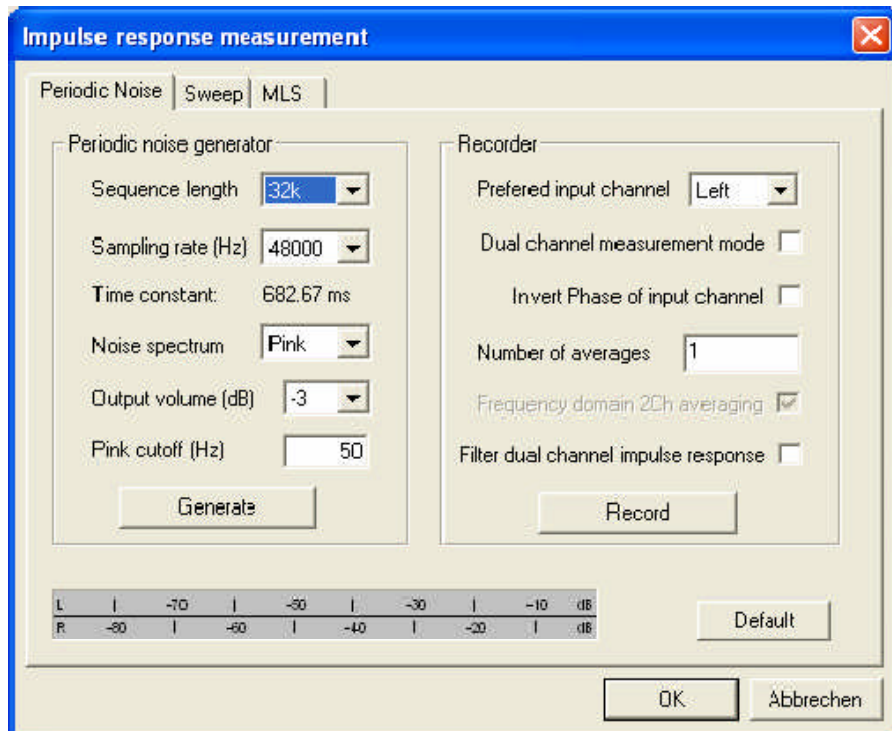 Impulse response measurement
Periodic Noise Sweep MLS
Periodic noise generator
Sequence length 32k
Sampling rate (Hz) 48000
Time constant: 682.67 ms
Noise spectrum Pink
Output volume (dB) -3
Pink cutoff (Hz) 50
Generate
Recorder
Prefered input channel Left
Dual channel measurement mode
Invert Phase of input channel
Number of averages 1
Frequency domain 2Ch averaging
Filter dual channel impulse response
Record
L -70 -50 -30 -10 dB
R -80 -60 -40 -20 dB
Default
OK Abbrechen